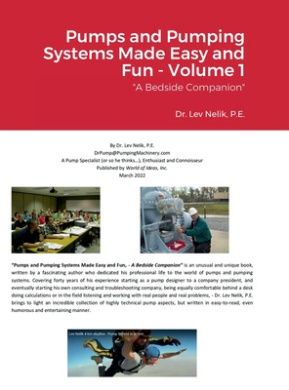 Pumps and Pumping
Systems Made Easy and
Fun - Volume 1
"A Bedside Companion"
Dr. Lev Nelik, P.E.
By Dr. Lev Nelik, P.E.
DrPump@PumpingMachinery.com
A Pump Specialist (or so he thinks…), Enthusiast and Connoisseur
Published by World of Ideas, Inc.
March 2022
"Pumps and Pumping Systems Made Easy and Fun, - A Bedside Companion" is an unusual and unique book,
written by a fascinating author who dedicated his professional life to the world of pumps and pumping
systems. Covering forty years of his experience starting as a pump designer to a company president, and
eventually starting his own consulting and troubleshooting company, being equally comfortable behind a desk
doing calculations or in the field listening and working with real people and real problems, - Dr. Lev Nelik, P.E.
brings to light an incredible collection of highly technical pump aspects, but written in easy-to-read, even
humorous and entertaining manner.